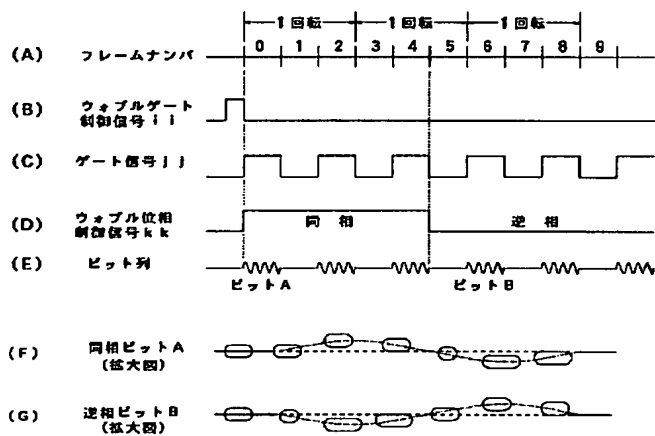 1回転 1回転 1回転
(A) フレームナンバ 0 1 2 3 4 5 6 7 8 9
(B) ウォブルゲート
制御信号ii
(C) ゲート信号jj
(D) ウォブル位相
制御信号kk
同 相 逆 相
(E) ピット列
ピットA ピットB
(F) 同相ピットA
(拡大図)
(G) 逆相ピットB
(拡大図)